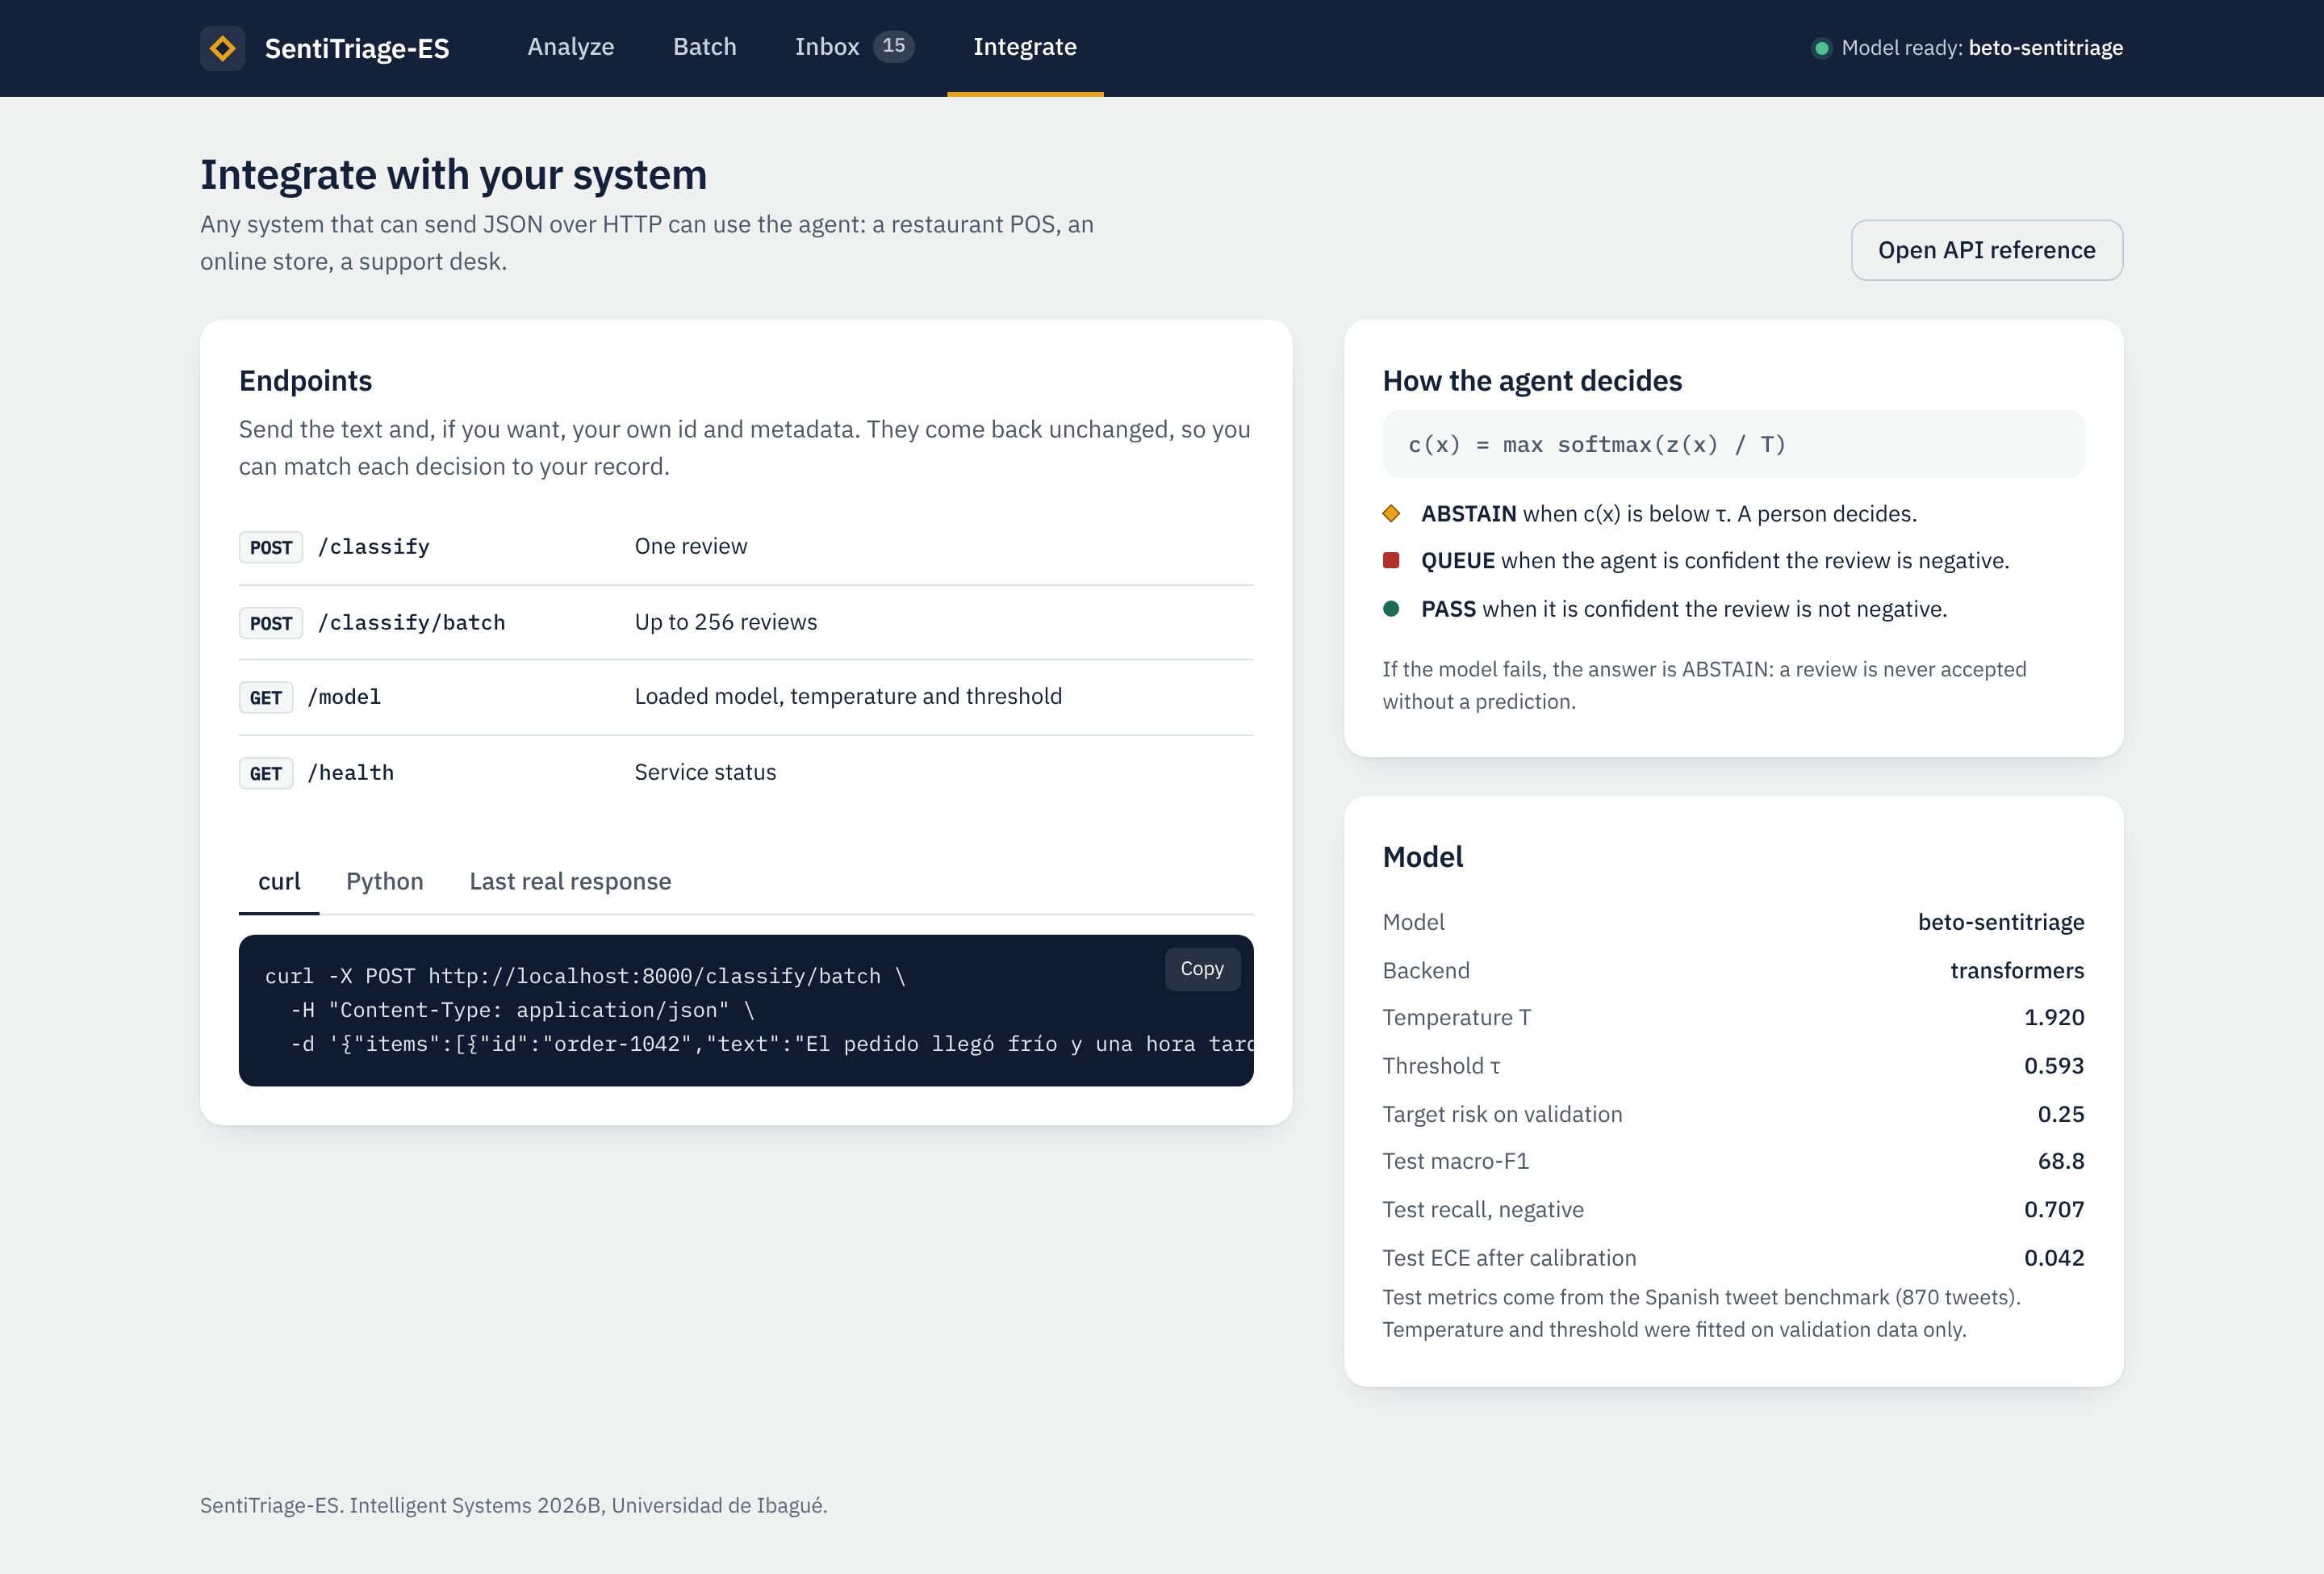 SentiTriage-ES
Analyze
Batch
Inbox 15
Integrate
Model ready: beto-sentitriage
Integrate with your system
Any system that can send JSON over HTTP can use the agent: a restaurant POS, an
online store, a support desk.
Open API reference
Endpoints
Send the text and, if you want, your own id and metadata. They come back unchanged, so you
can match each decision to your record.
POST /classify One review
POST /classify/batch Up to 256 reviews
GET /model Loaded model, temperature and threshold
GET /health Service status
curl Python Last real response
Copy
curl -X POST http://localhost:8000/classify/batch \
-H "Content-Type: application/json" \
-d '{"items":[{"id":"order-1042","text":"El pedido llegó frío y una hora tard
How the agent decides
c(x) = max softmax(z(x) / T)
ABSTAIN when c(x) is below τ. A person decides.
QUEUE when the agent is confident the review is negative.
PASS when it is confident the review is not negative.
If the model fails, the answer is ABSTAIN: a review is never accepted
without a prediction.
Model
Model beto-sentitriage
Backend transformers
Temperature T 1.920
Threshold τ 0.593
Target risk on validation 0.25
Test macro-F1 68.8
Test recall, negative 0.707
Test ECE after calibration 0.042
Test metrics come from the Spanish tweet benchmark (870 tweets).
Temperature and threshold were fitted on validation data only.
SentiTriage-ES. Intelligent Systems 2026B, Universidad de Ibagué.